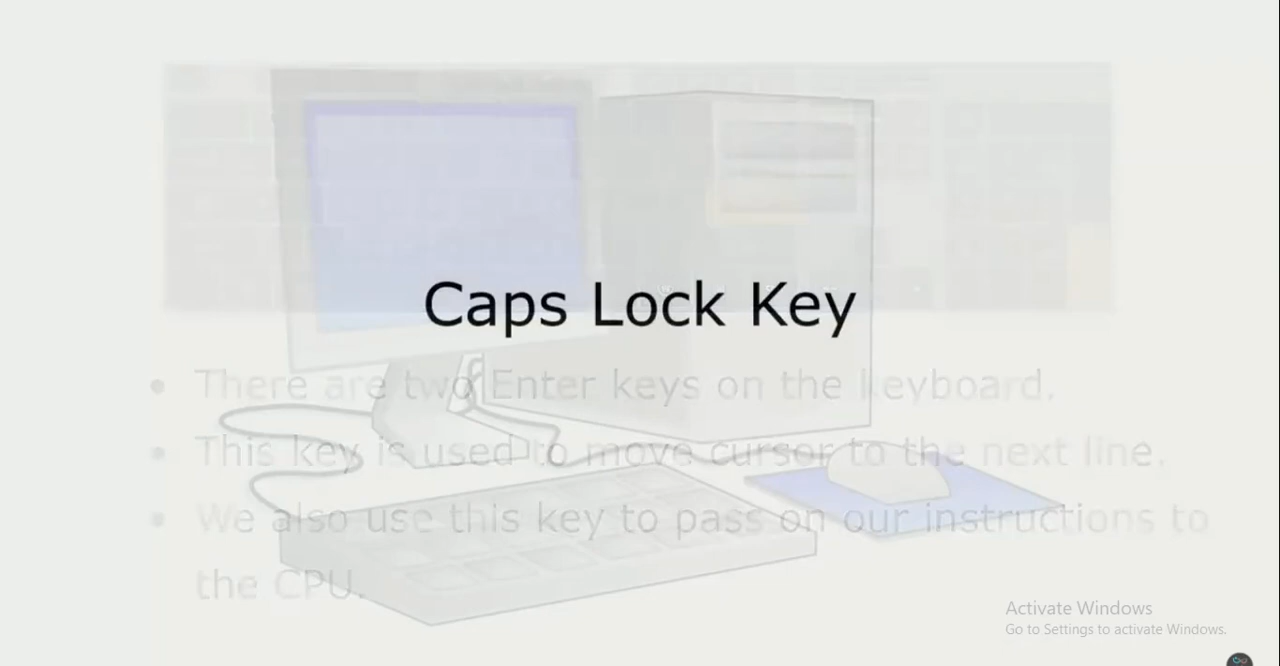 Caps Lock Key
• There are two Enter keys on the keyboard.
• This key is used to move cursor to the next line.
• We also use this key to pass on our instructions to
the CPU.
Activate Windows
Go to Settings to activate Windows.